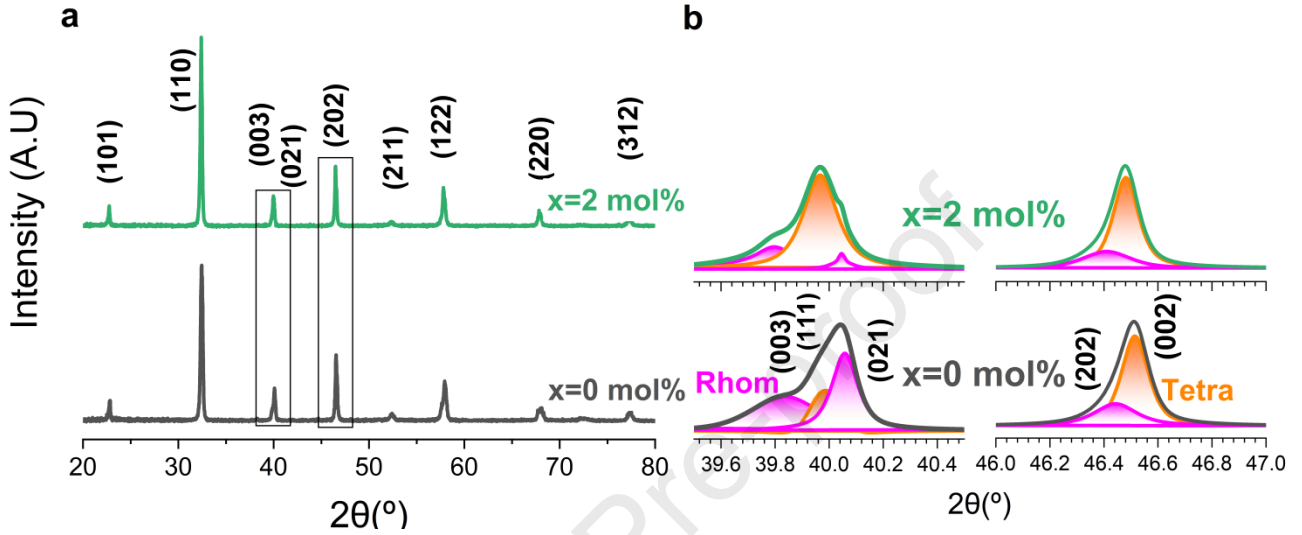 a
Intensity (A.U)
(101)
(110)
(003)
(021)
(202)
(211)
(122)
(220)
(312)
x=2 mol%
x=0 mol%
20 30 40 50 60 70 80
2θ(º)
b
x=2 mol%
(003)
(111)
(021)
Rhom
x=0 mol%
(202)
(002)
Tetra
39.6 39.8 40.0 40.2 40.4
46.0 46.2 46.4 46.6 46.8 47.0
2θ(º)
Pre-proof